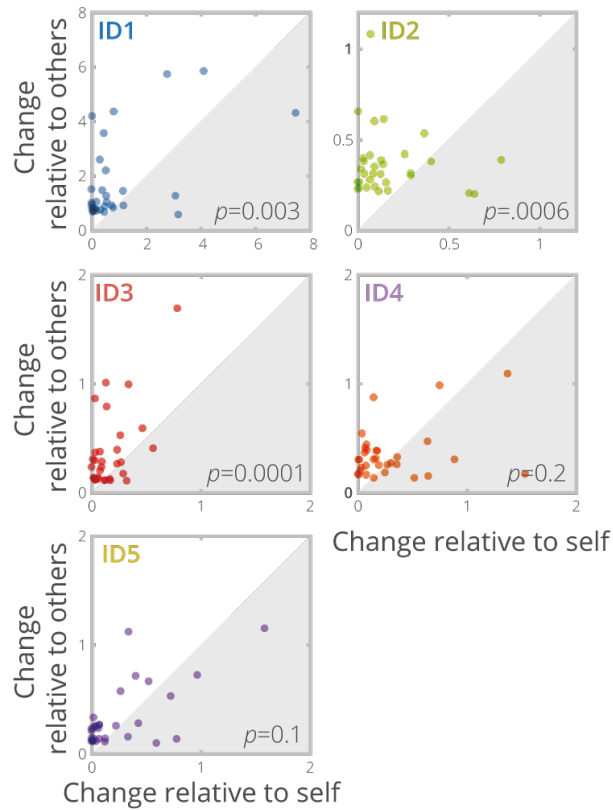 ID1
8
6
4
2
0
0
2
4
6
8
p=0.003
Change
relative to others
ID2
1
0.5
0
0
0.5
1
p=.0006
ID3
2
1
0
0
1
2
p=0.0001
Change
relative to others
ID4
2
1
0
0
1
2
p=0.2
Change relative to self
ID5
2
1
0
0
1
2
p=0.1
Change
relative to others
Change relative to self